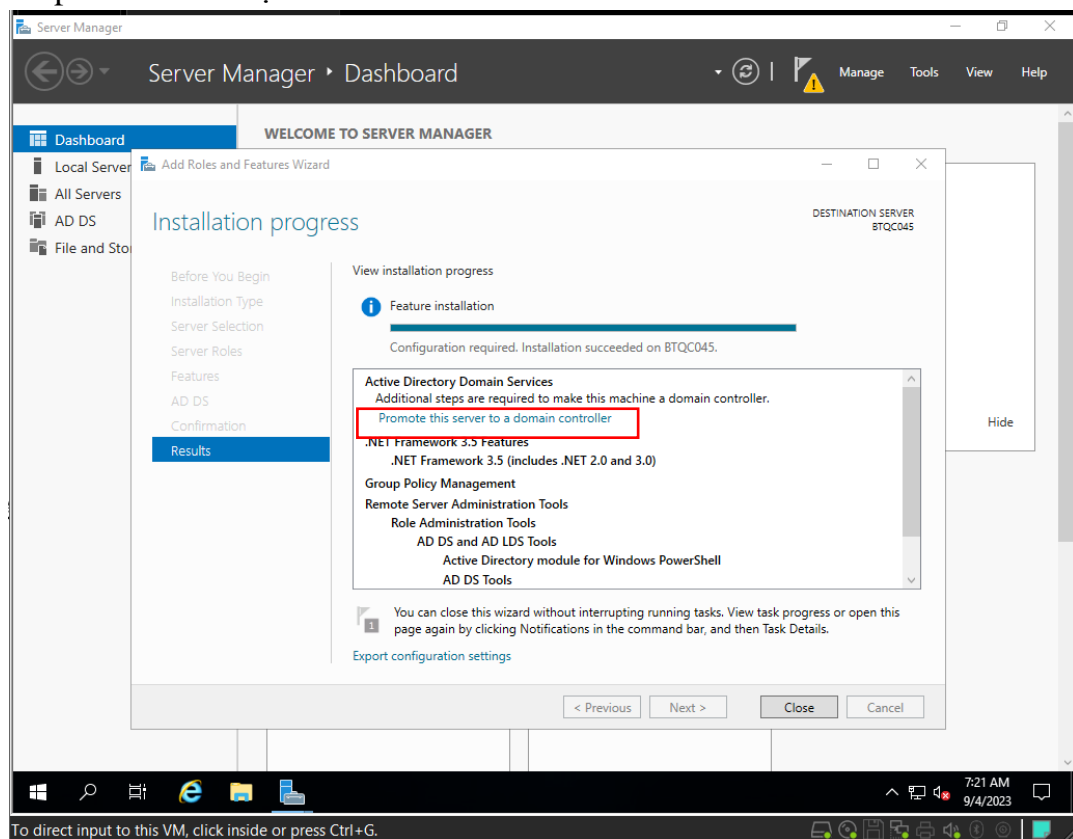 Server Manager
Server Manager ‣ Dashboard
Manage Tools View Help
Dashboard
Local Server
All Servers
AD DS
File and Sto
WELCOME TO SERVER MANAGER
Hide
Add Roles and Features Wizard
Installation progress
DESTINATION SERVER
BTQC045
Before You Begin
Installation Type
Server Selection
Server Roles
Features
AD DS
Confirmation
Results
View installation progress
Feature installation
Configuration required. Installation succeeded on BTQC045.
Active Directory Domain Services
Additional steps are required to make this machine a domain controller.
Promote this server to a domain controller
.NET Framework 3.5 Features
.NET Framework 3.5 (includes .NET 2.0 and 3.0)
Group Policy Management
Remote Server Administration Tools
Role Administration Tools
AD DS and AD LDS Tools
Active Directory module for Windows PowerShell
AD DS Tools
1
You can close this wizard without interrupting running tasks. View task progress or open this
page again by clicking Notifications in the command bar, and then Task Details.
Export configuration settings
< Previous Next > Close Cancel
7:21 AM
9/4/2023
To direct input to this VM, click inside or press Ctrl+G.